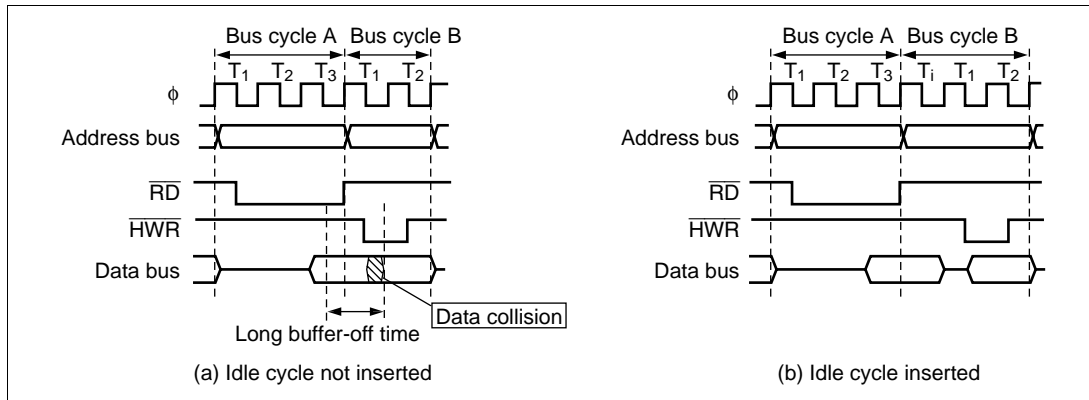 Bus cycle A Bus cycle B
T1 T2 T3 T1 T2
ϕ
Address bus
RD
HWR
Data bus
Data collision
Long buffer-off time
(a) Idle cycle not inserted
Bus cycle A Bus cycle B
T1 T2 T3 Ti T1 T2
ϕ
Address bus
RD
HWR
Data bus
(b) Idle cycle inserted